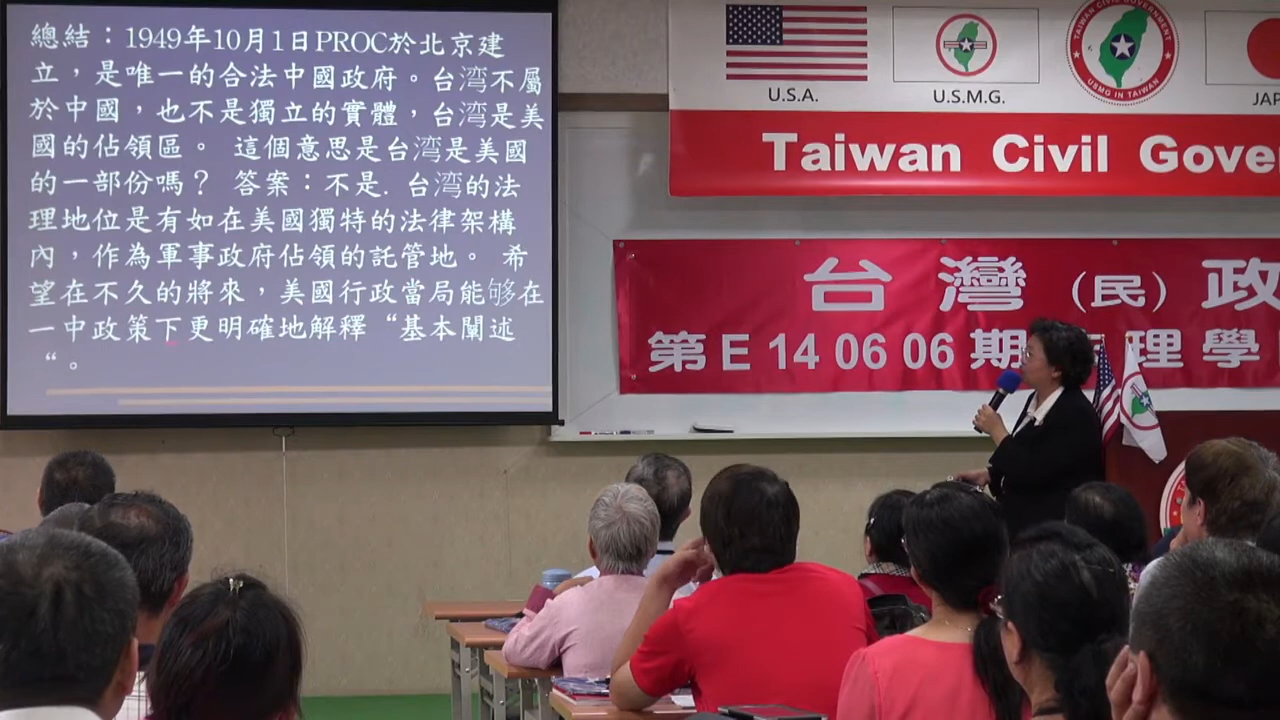 總結：1949年10月1日PROC於北京建
立，是唯一的合法中國政府。台湾不屬
於中國，也不是獨立的實體，台湾是美
國的佔領區。 這個意思是台湾是美國
的一部份嗎？ 答案：不是. 台湾的法
理地位是有如在美國獨特的法律架構
內，作為軍事政府佔領的託管地。 希
望在不久的將來，美國行政當局能够在
一中政策下更明確地解釋“基本闡述
“。
U.S.A.
U.S.M.G.
TAIWAN CIVIL GOVERNMENT
USMG IN TAIWAN
JAP
Taiwan Civil Gove
台灣（民）政
第E 14 06 06 期 理學